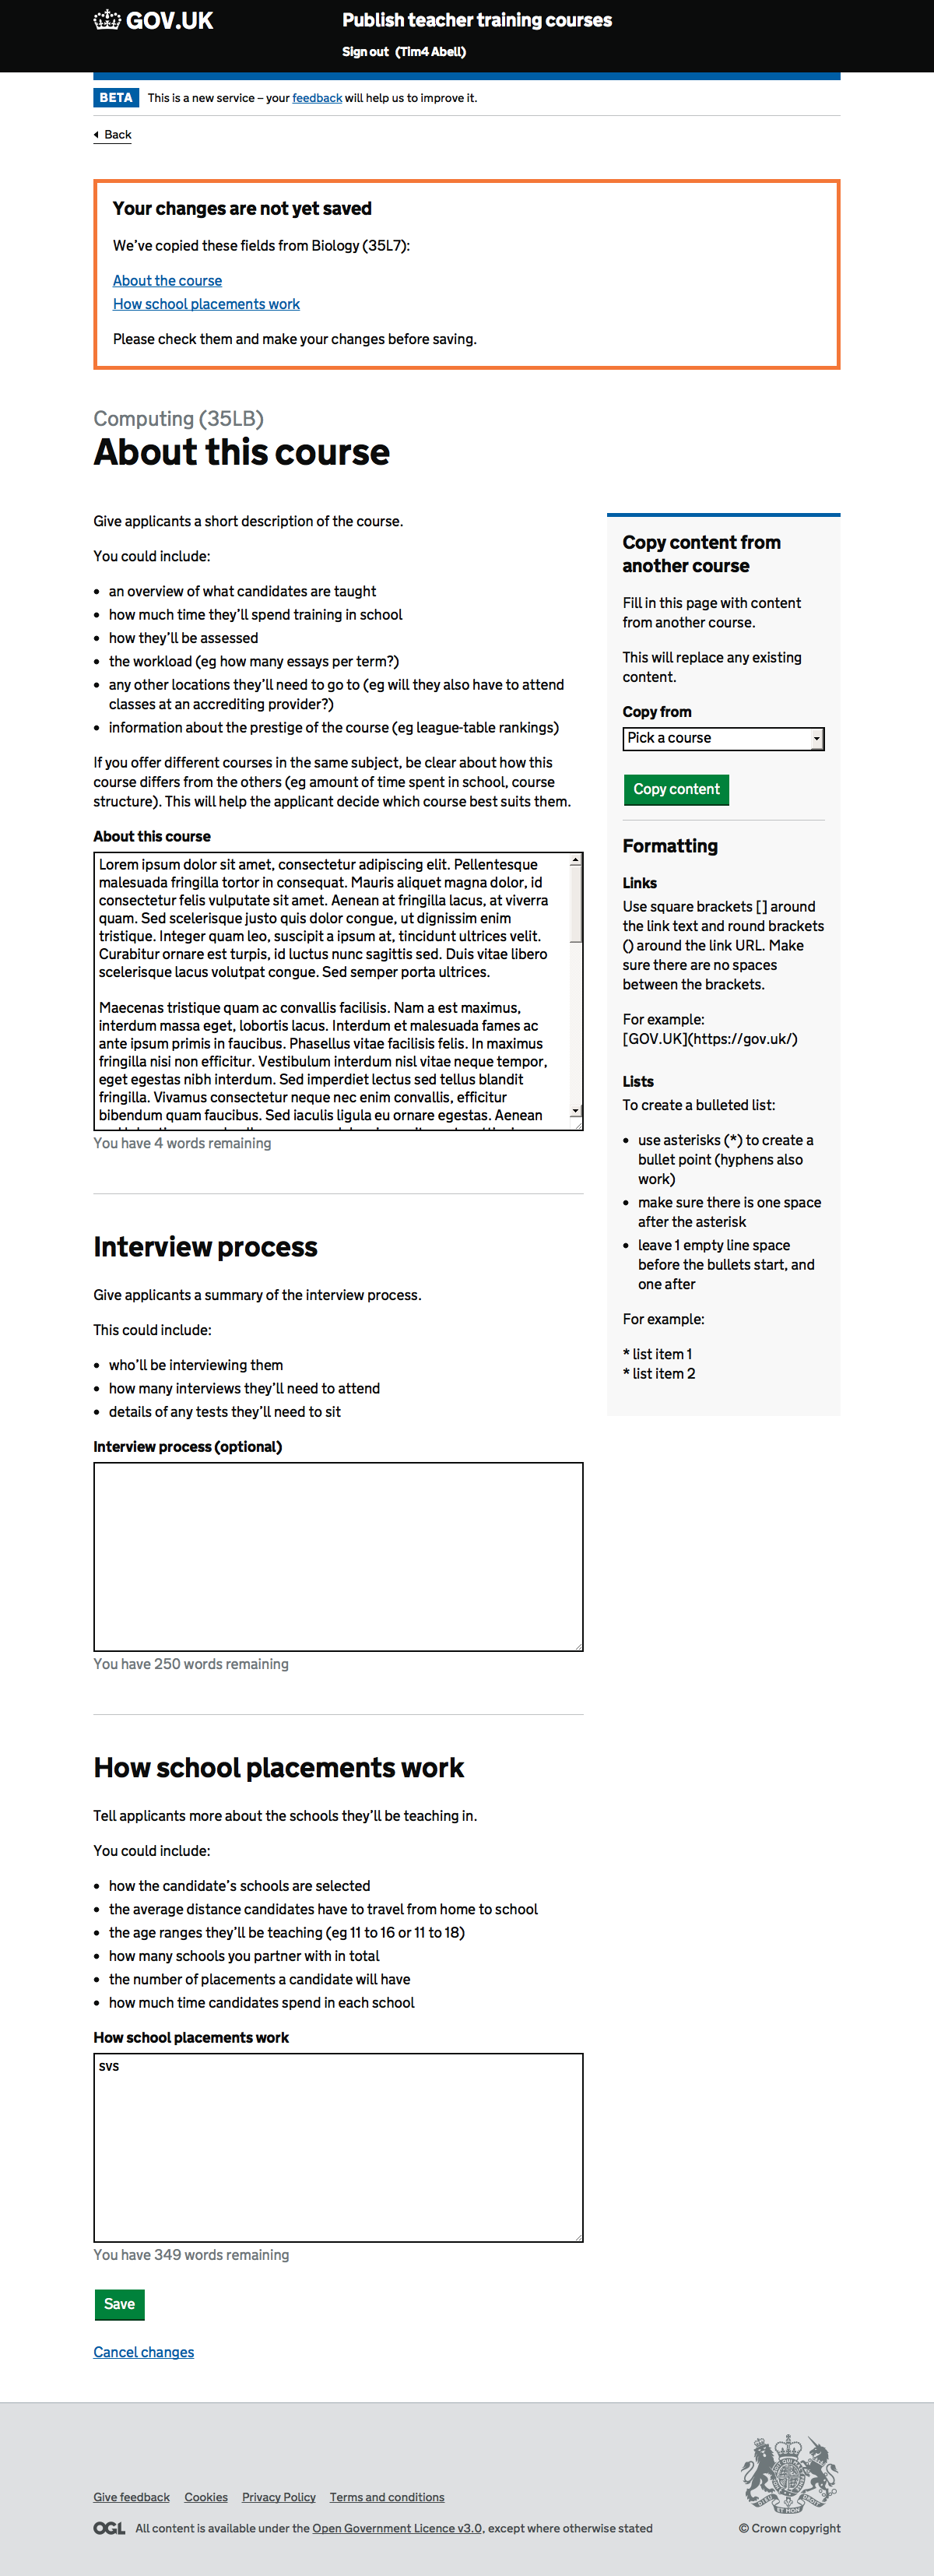 GOV.UK
Publish teacher training courses
Sign out (Tim4 Abell)
BETA This is a new service – your feedback will help us to improve it.
Back
Your changes are not yet saved
We’ve copied these fields from Biology (35L7):
About the course
How school placements work
Please check them and make your changes before saving.
Computing (35LB)
About this course
Give applicants a short description of the course.
You could include:
• an overview of what candidates are taught
• how much time they’ll spend training in school
• how they’ll be assessed
• the workload (eg how many essays per term?)
• any other locations they’ll need to go to (eg will they also have to attend
classes at an accrediting provider?)
• information about the prestige of the course (eg league-table rankings)
If you offer different courses in the same subject, be clear about how this
course differs from the others (eg amount of time spent in school, course
structure). This will help the applicant decide which course best suits them.
About this course
Lorem ipsum dolor sit amet, consectetur adipiscing elit. Pellentesque
malesuada fringilla tortor in consequat. Mauris aliquet magna dolor, id
consectetur felis vulputate sit amet. Aenean at fringilla lacus, at viverra
quam. Sed scelerisque justo quis dolor congue, ut dignissim enim
tristique. Integer quam leo, suscipit a ipsum at, tincidunt ultrices velit.
Curabitur ornare est turpis, id luctus nunc sagittis sed. Duis vitae libero
scelerisque lacus volutpat congue. Sed semper porta ultrices.
Maecenas tristique quam ac convallis facilisis. Nam a est maximus,
interdum massa eget, lobortis lacus. Interdum et malesuada fames ac
ante ipsum primis in faucibus. Phasellus vitae facilisis felis. In maximus
fringilla nisi non efficitur. Vestibulum interdum nisl vitae neque tempor,
eget egestas nibh interdum. Sed imperdiet lectus sed tellus blandit
fringilla. Vivamus consectetur neque nec enim convallis, efficitur
bibendum quam faucibus. Sed iaculis ligula eu ornare egestas. Aenean
You have 4 words remaining
Interview process
Give applicants a summary of the interview process.
This could include:
• who’ll be interviewing them
• how many interviews they’ll need to attend
• details of any tests they’ll need to sit
Interview process (optional)
You have 250 words remaining
How school placements work
Tell applicants more about the schools they’ll be teaching in.
You could include:
• how the candidate’s schools are selected
• the average distance candidates have to travel from home to school
• the age ranges they’ll be teaching (eg 11 to 16 or 11 to 18)
• how many schools you partner with in total
• the number of placements a candidate will have
• how much time candidates spend in each school
How school placements work
svs
You have 349 words remaining
Save
Cancel changes
Copy content from
another course
Fill in this page with content
from another course.
This will replace any existing
content.
Copy from
Pick a course
Copy content
Formatting
Links
Use square brackets [] around
the link text and round brackets
() around the link URL. Make
sure there are no spaces
between the brackets.
For example:
[GOV.UK](https://gov.uk/)
Lists
To create a bulleted list:
• use asterisks (*) to create a
bullet point (hyphens also
work)
• make sure there is one space
after the asterisk
• leave 1 empty line space
before the bullets start, and
one after
For example:
* list item 1
* list item 2
Give feedback Cookies Privacy Policy Terms and conditions
OGL All content is available under the Open Government Licence v3.0, except where otherwise stated
© Crown copyright